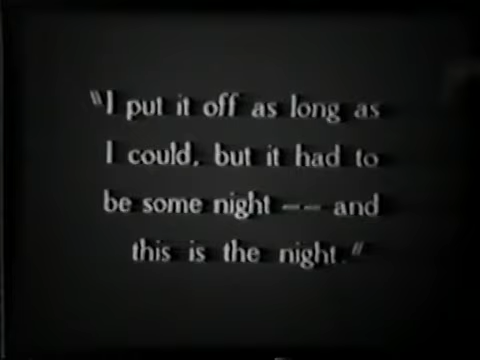 "I put it off as long as
I could, but it had to
be some night -- and
this is the night."